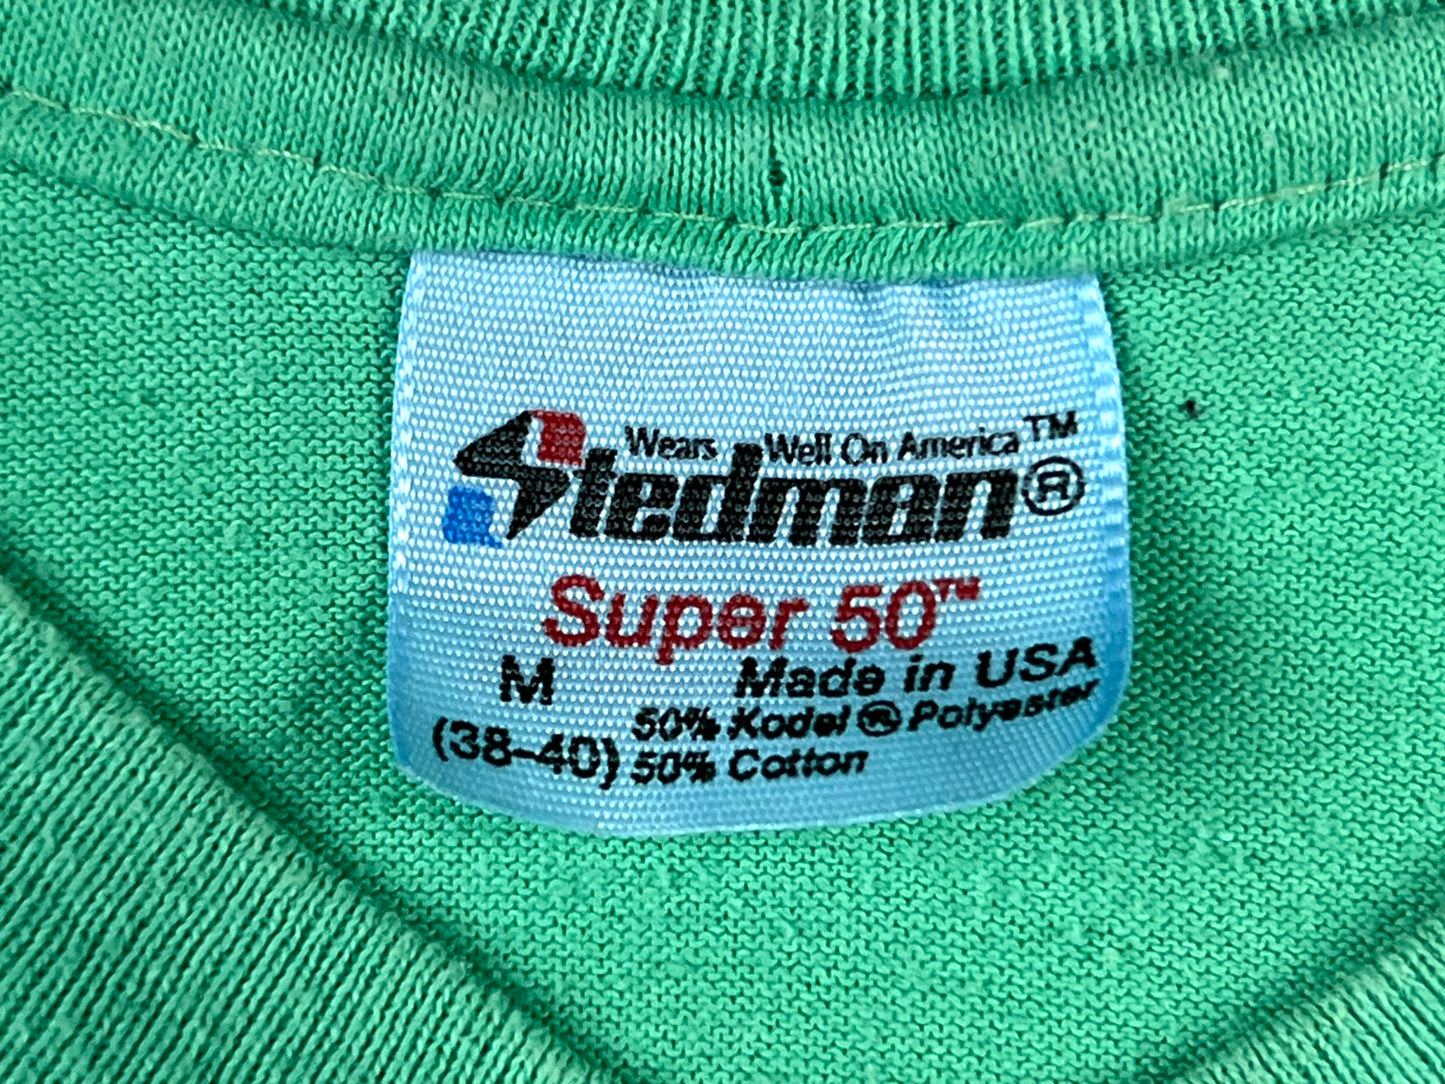 Wears Well On America™
Stedman®
Super 50™
M Made in USA
50% Kodel® Polyester
(38-40) 50% Cotton